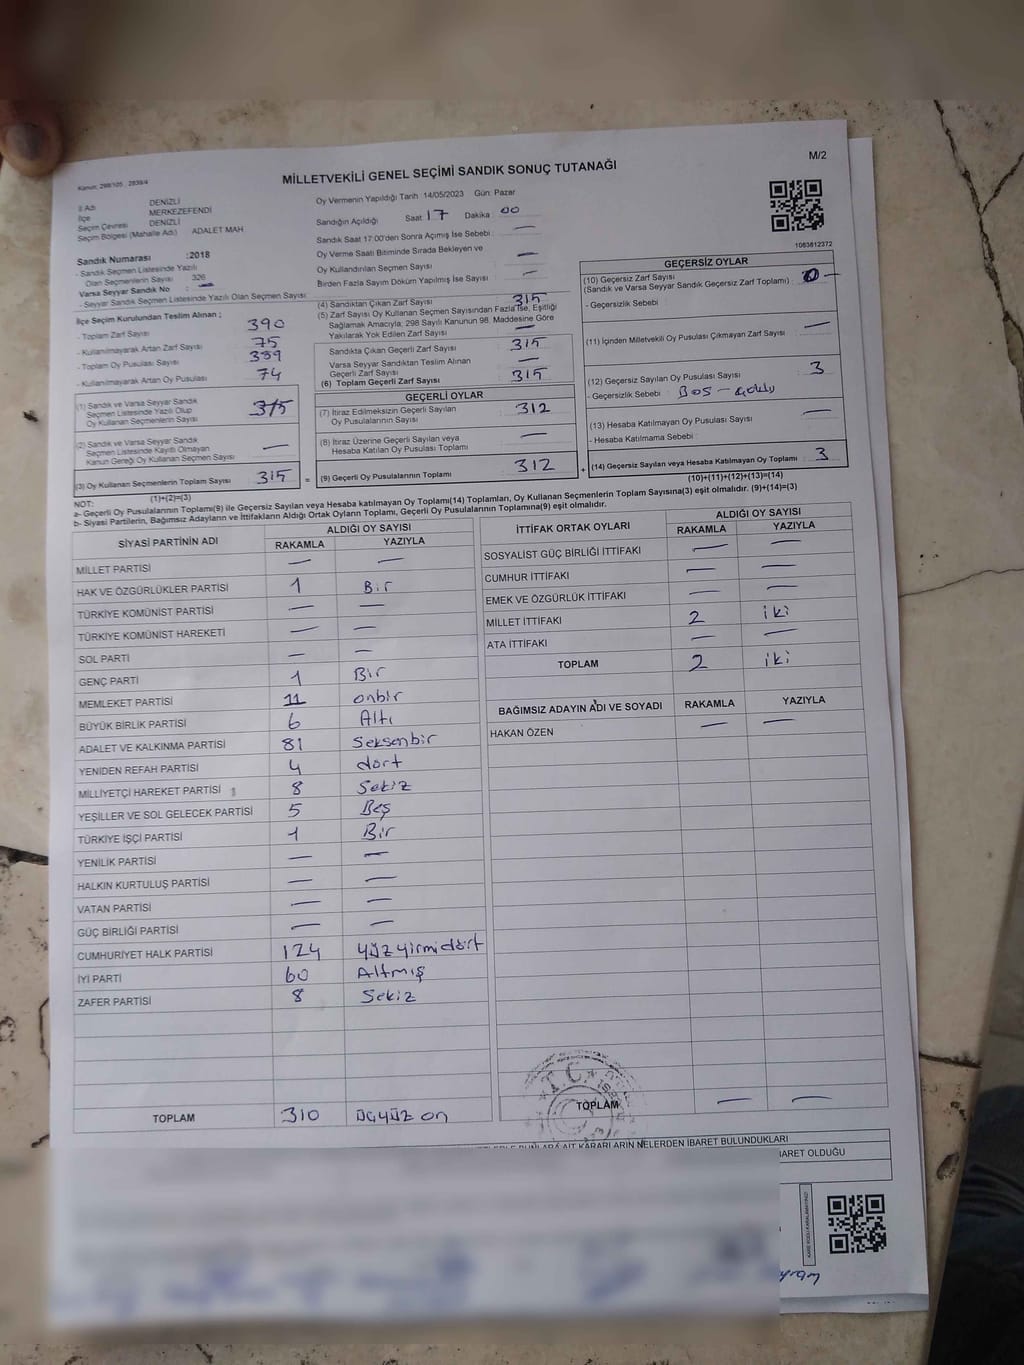 Kanun: 298/105 , 2839/4
MİLLETVEKİLİ GENEL SEÇİMİ SANDIK SONUÇ TUTANAĞI
M/2
İl Adı DENİZLİ
İlçe MERKEZEFENDİ
Seçim Çevresi DENİZLİ
Seçim Bölgesi (Mahalle Adı) ADALET MAH
Sandık Numarası :2018
- Sandık Seçmen Listesinde Yazılı
Olan Seçmenlerin Sayısı 326
Varsa Seyyar Sandık No : —
- Seyyar Sandık Seçmen Listesinde Yazılı Olan Seçmen Sayısı
İlçe Seçim Kurulundan Teslim Alınan ;
- Toplam Zarf Sayısı 390
- Kullanılmayarak Artan Zarf Sayısı 75
- Toplam Oy Pusulası Sayısı 389
- Kullanılmayarak Artan Oy Pusulası 74
(1) Sandık ve Varsa Seyyar Sandık
Seçmen Listesinde Yazılı Olup
Oy Kullanan Seçmenlerin Sayısı 315
(2) Sandık ve Varsa Seyyar Sandık
Seçmen Listesinde Kayıtlı Olmayan
Kanun Gereği Oy Kullanan Seçmen Sayısı —
(3) Oy Kullanan Seçmenlerin Toplam Sayısı 315 =
(1)+(2)=(3)
Oy Vermenin Yapıldığı Tarih 14/05/2023 Gün: Pazar
Sandığın Açıldığı Saat 17 Dakika 00
Sandık Saat 17:00'den Sonra Açımış İse Sebebi : —
Oy Verme Saati Bitiminde Sırada Bekleyen ve
Oy Kullandırılan Seçmen Sayısı —
Birden Fazla Sayım Döküm Yapılmış İse Sayısı —
(4) Sandıktan Çıkan Zarf Sayısı 315
(5) Zarf Sayısı Oy Kullanan Seçmen Sayısından Fazla İse, Eşitliği
Sağlamak Amacıyla, 298 Sayılı Kanunun 98. Maddesine Göre
Yakılarak Yok Edilen Zarf Sayısı —
Sandıkta Çıkan Geçerli Zarf Sayısı 315
Varsa Seyyar Sandıktan Teslim Alınan
Geçerli Zarf Sayısı —
(6) Toplam Geçerli Zarf Sayısı 315
GEÇERLİ OYLAR
(7) İtiraz Edilmeksizin Geçerli Sayılan
Oy Pusulalarının Sayısı 312
(8) İtiraz Üzerine Geçerli Sayılan veya
Hesaba Katılan Oy Pusulası Toplamı —
(9) Geçerli Oy Pusulalarının Toplamı 312 +
1083612372
GEÇERSİZ OYLAR
(10) Geçersiz Zarf Sayısı
(Sandık ve Varsa Seyyar Sandık Geçersiz Zarf Toplamı) : 0 —
- Geçersizlik Sebebi
(11) İçinden Milletvekili Oy Pusulası Çıkmayan Zarf Sayısı —
(12) Geçersiz Sayılan Oy Pusulası Sayısı 3
- Geçersizlik Sebebi : Boş -
(13) Hesaba Katılmayan Oy Pusulası Sayısı —
- Hesaba Katılmama Sebebi
(14) Geçersiz Sayılan veya Hesaba Katılmayan Oy Toplamı 3
(10)+(11)+(12)+(13)=(14)
NOT:
a- Geçerli Oy Pusulalarının Toplamı(9) ile Geçersiz Sayılan veya Hesaba katılmayan Oy Toplamı(14) Toplamları, Oy Kullanan Seçmenlerin Toplam Sayısına(3) eşit olmalıdır. (9)+(14)=(3)
b- Siyasi Partilerin, Bağımsız Adayların ve İttifakların Aldığı Ortak Oyların Toplamı, Geçerli Oy Pusulalarının Toplamına(9) eşit olmalıdır.
SİYASİ PARTİNİN ADI ALDIĞI OY SAYISI
RAKAMLA YAZIYLA
MİLLET PARTİSİ — —
HAK VE ÖZGÜRLÜKLER PARTİSİ 1 Bir
TÜRKİYE KOMÜNİST PARTİSİ — —
TÜRKİYE KOMÜNİST HAREKETİ — —
SOL PARTİ — —
GENÇ PARTİ 1 Bir
MEMLEKET PARTİSİ 11 onbir
BÜYÜK BİRLİK PARTİSİ 6 Altı
ADALET VE KALKINMA PARTİSİ 81 Seksenbir
YENİDEN REFAH PARTİSİ 4 dört
MİLLİYETÇİ HAREKET PARTİSİ 8 Sekiz
YEŞİLLER VE SOL GELECEK PARTİSİ 5 Beş
TÜRKİYE İŞÇİ PARTİSİ 1 Bir
YENİLİK PARTİSİ — —
HALKIN KURTULUŞ PARTİSİ — —
VATAN PARTİSİ — —
GÜÇ BİRLİĞİ PARTİSİ — —
CUMHURİYET HALK PARTİSİ 124 yüzyirmidört
İYİ PARTİ 60 Altmış
ZAFER PARTİSİ 8 Sekiz
TOPLAM 310 üçyüz on
İTTİFAK ORTAK OYLARI ALDIĞI OY SAYISI
RAKAMLA YAZIYLA
SOSYALİST GÜÇ BİRLİĞİ İTTİFAKI — —
CUMHUR İTTİFAKI — —
EMEK VE ÖZGÜRLÜK İTTİFAKI — —
MİLLET İTTİFAKI 2 iki
ATA İTTİFAKI — —
TOPLAM 2 iki
BAĞIMSIZ ADAYIN ADI VE SOYADI RAKAMLA YAZIYLA
HAKAN ÖZEN — —
T.C.
TOPLAM — —
AİT KARARLARIN NELERDEN İBARET BULUNDUKLARI
İBARET OLDUĞU